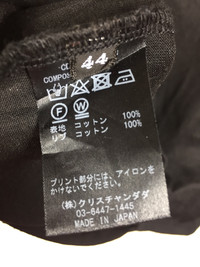 44
COMPOS
Ⓕ Ⓦ
表地 コットン 100%
リブ コットン 100%
プリント部分には、アイロンを
かけないでください。
(株)クリスチャンダダ
03-6447-1445
MADE IN JAPAN